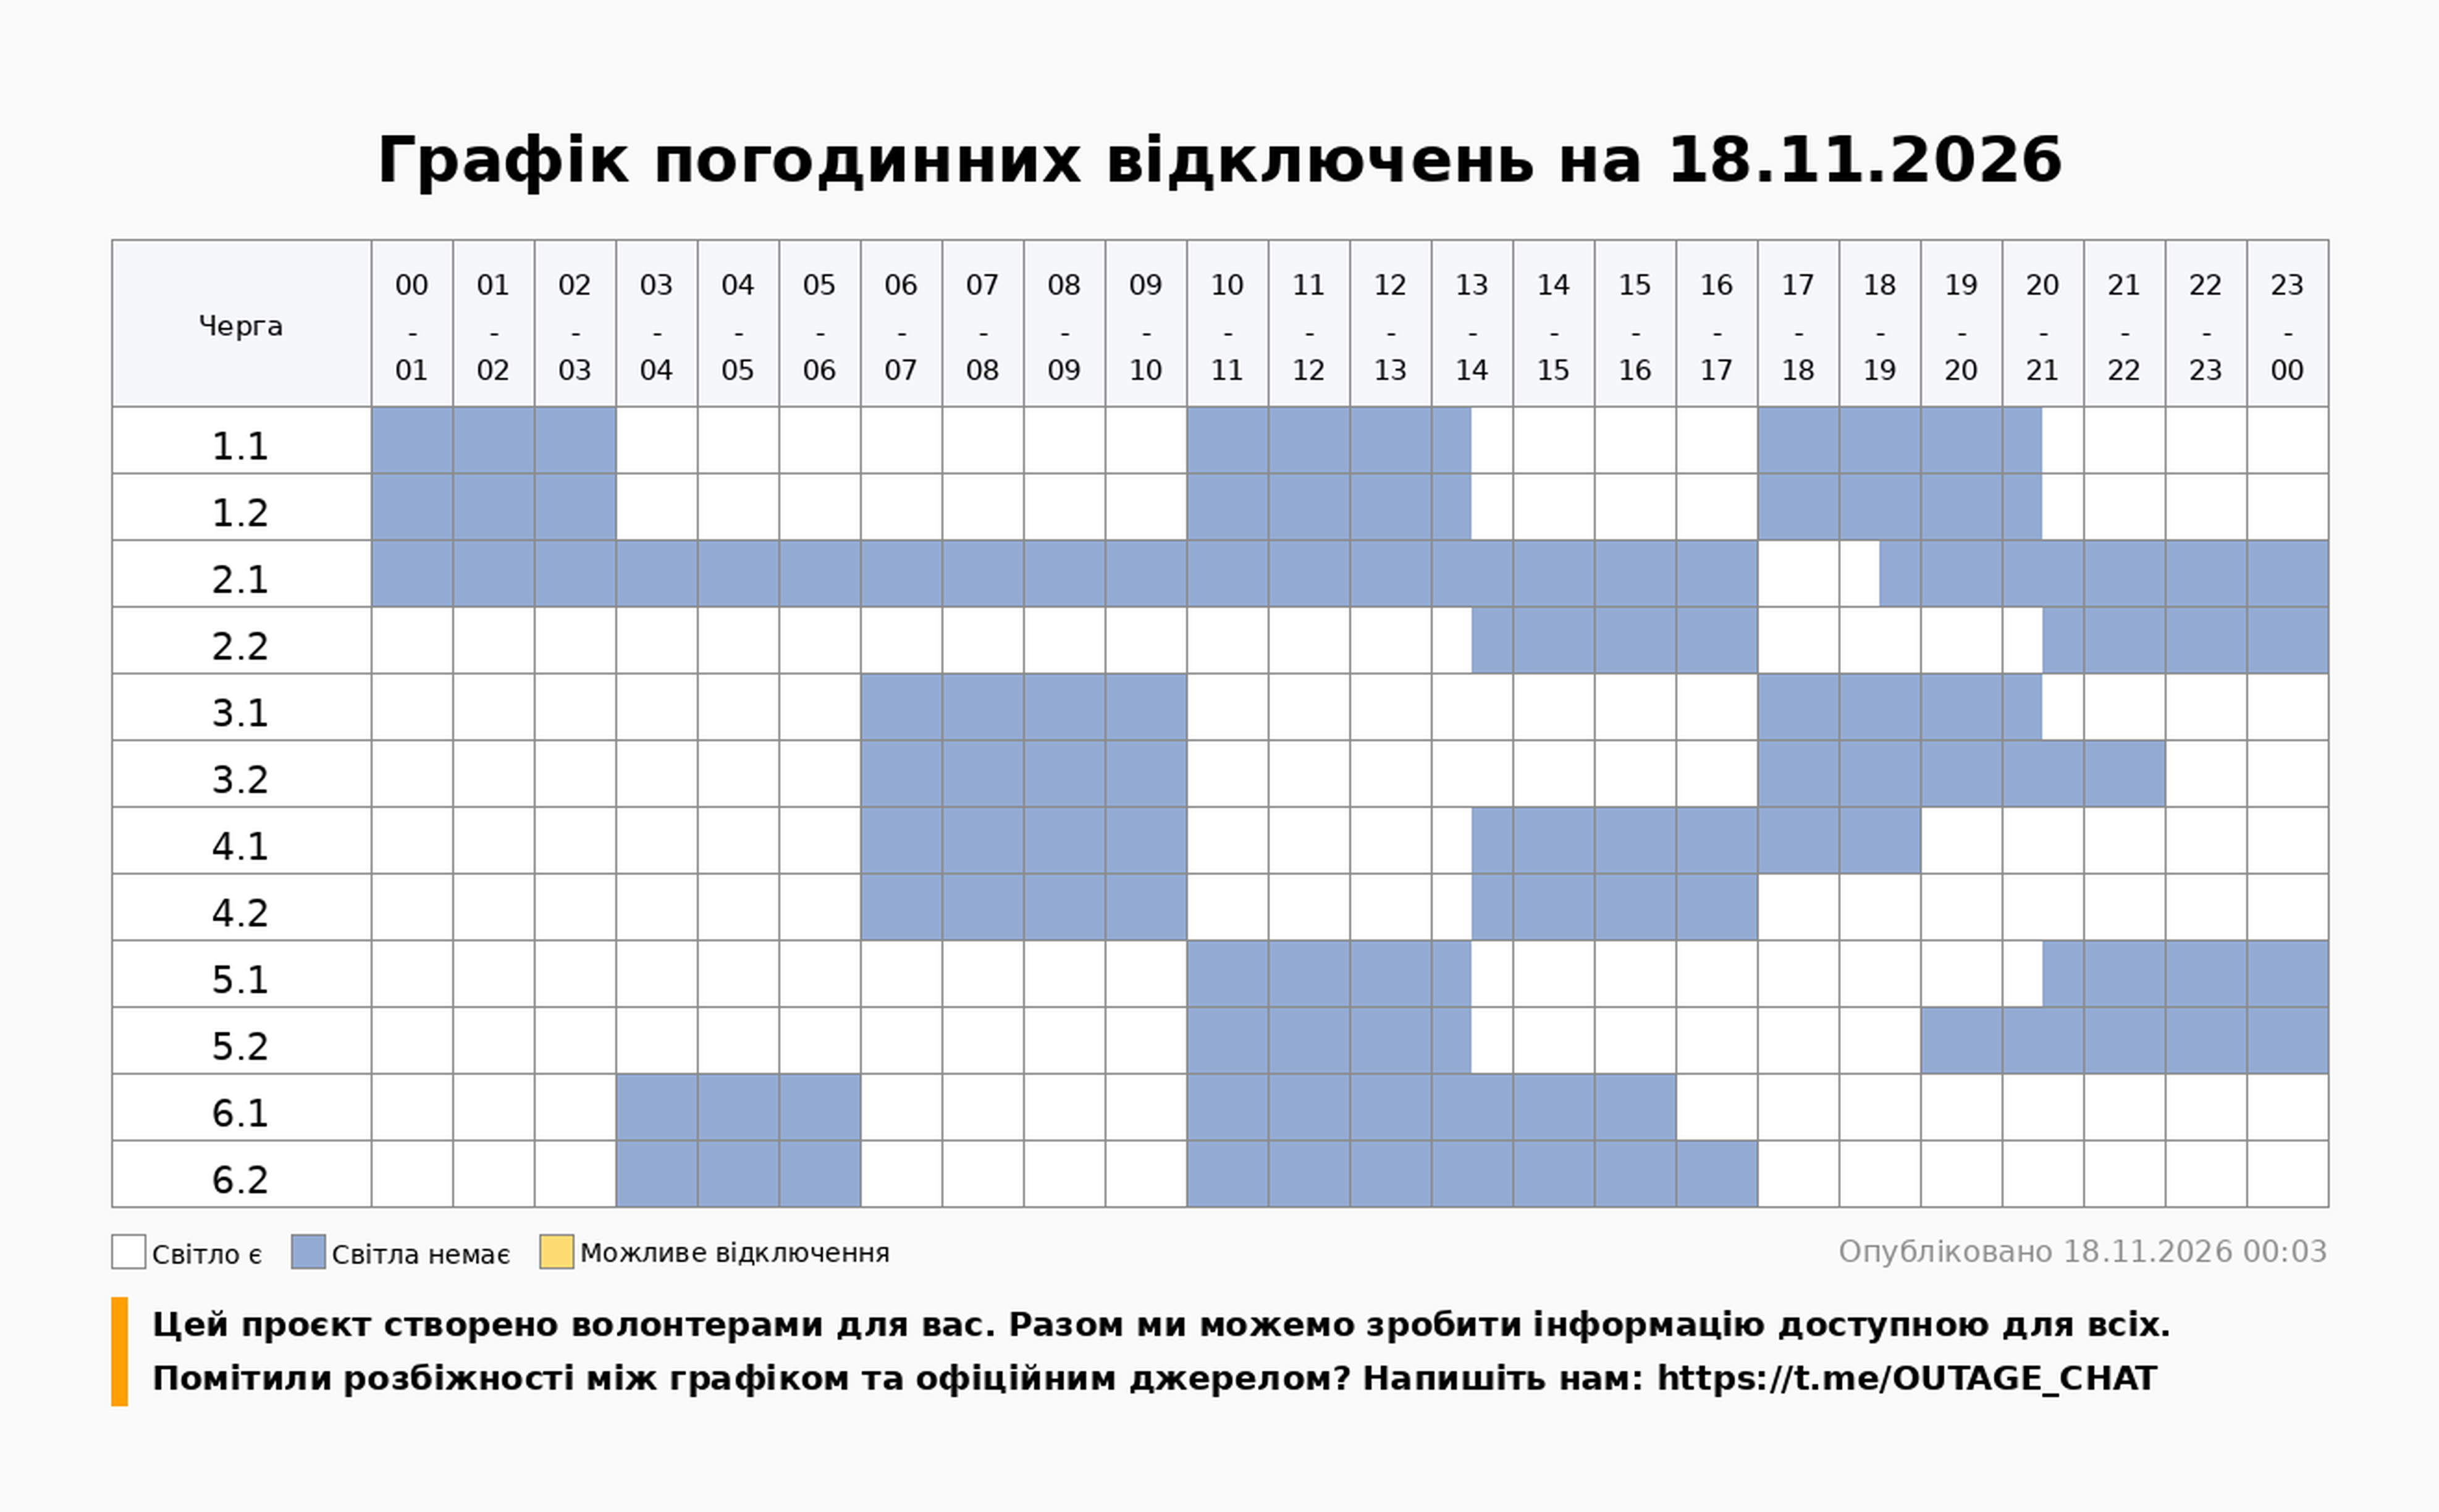 Графік погодинних відключень на 18.11.2026
Черга 00 - 01 01 - 02 02 - 03 03 - 04 04 - 05 05 - 06 06 - 07 07 - 08 08 - 09 09 - 10 10 - 11 11 - 12 12 - 13 13 - 14 14 - 15 15 - 16 16 - 17 17 - 18 18 - 19 19 - 20 20 - 21 21 - 22 22 - 23 23 - 00
1.1
1.2
2.1
2.2
3.1
3.2
4.1
4.2
5.1
5.2
6.1
6.2
Світло є Світла немає Можливе відключення Опубліковано 18.11.2026 00:03
Цей проєкт створено волонтерами для вас. Разом ми можемо зробити інформацію доступною для всіх.
Помітили розбіжності між графіком та офіційним джерелом? Напишіть нам: https://t.me/OUTAGE_CHAT